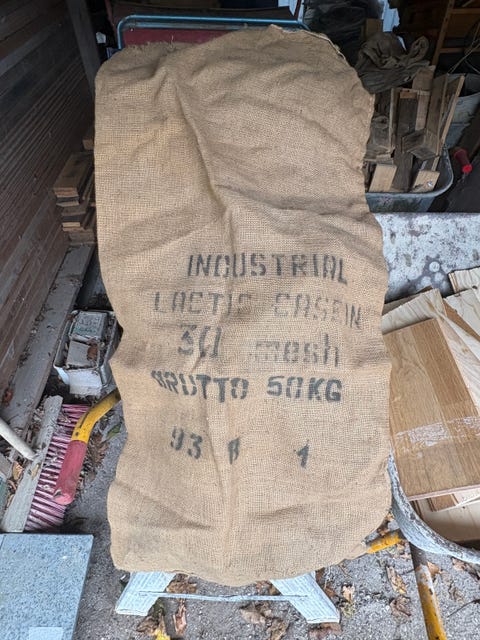 INDUSTRIAL
LACTIC CASEIN
30 mesh
BRUTTO 50KG
93 1